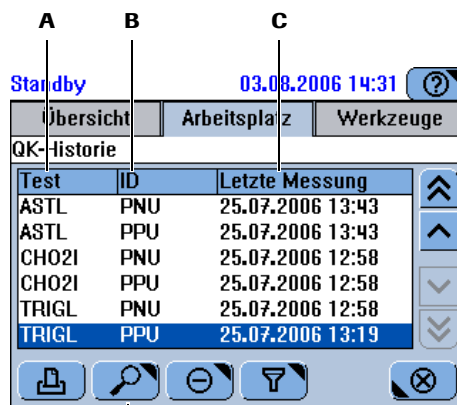 A B C
Standby 03.08.2006 14:31
Übersicht Arbeitsplatz Werkzeuge
QK-Historie
Test ID Letzte Messung
ASTL PNU 25.07.2006 13:43
ASTL PPU 25.07.2006 13:43
CHO2I PNU 25.07.2006 12:58
CHO2I PPU 25.07.2006 12:58
TRIGL PNU 25.07.2006 12:58
TRIGL PPU 25.07.2006 13:19